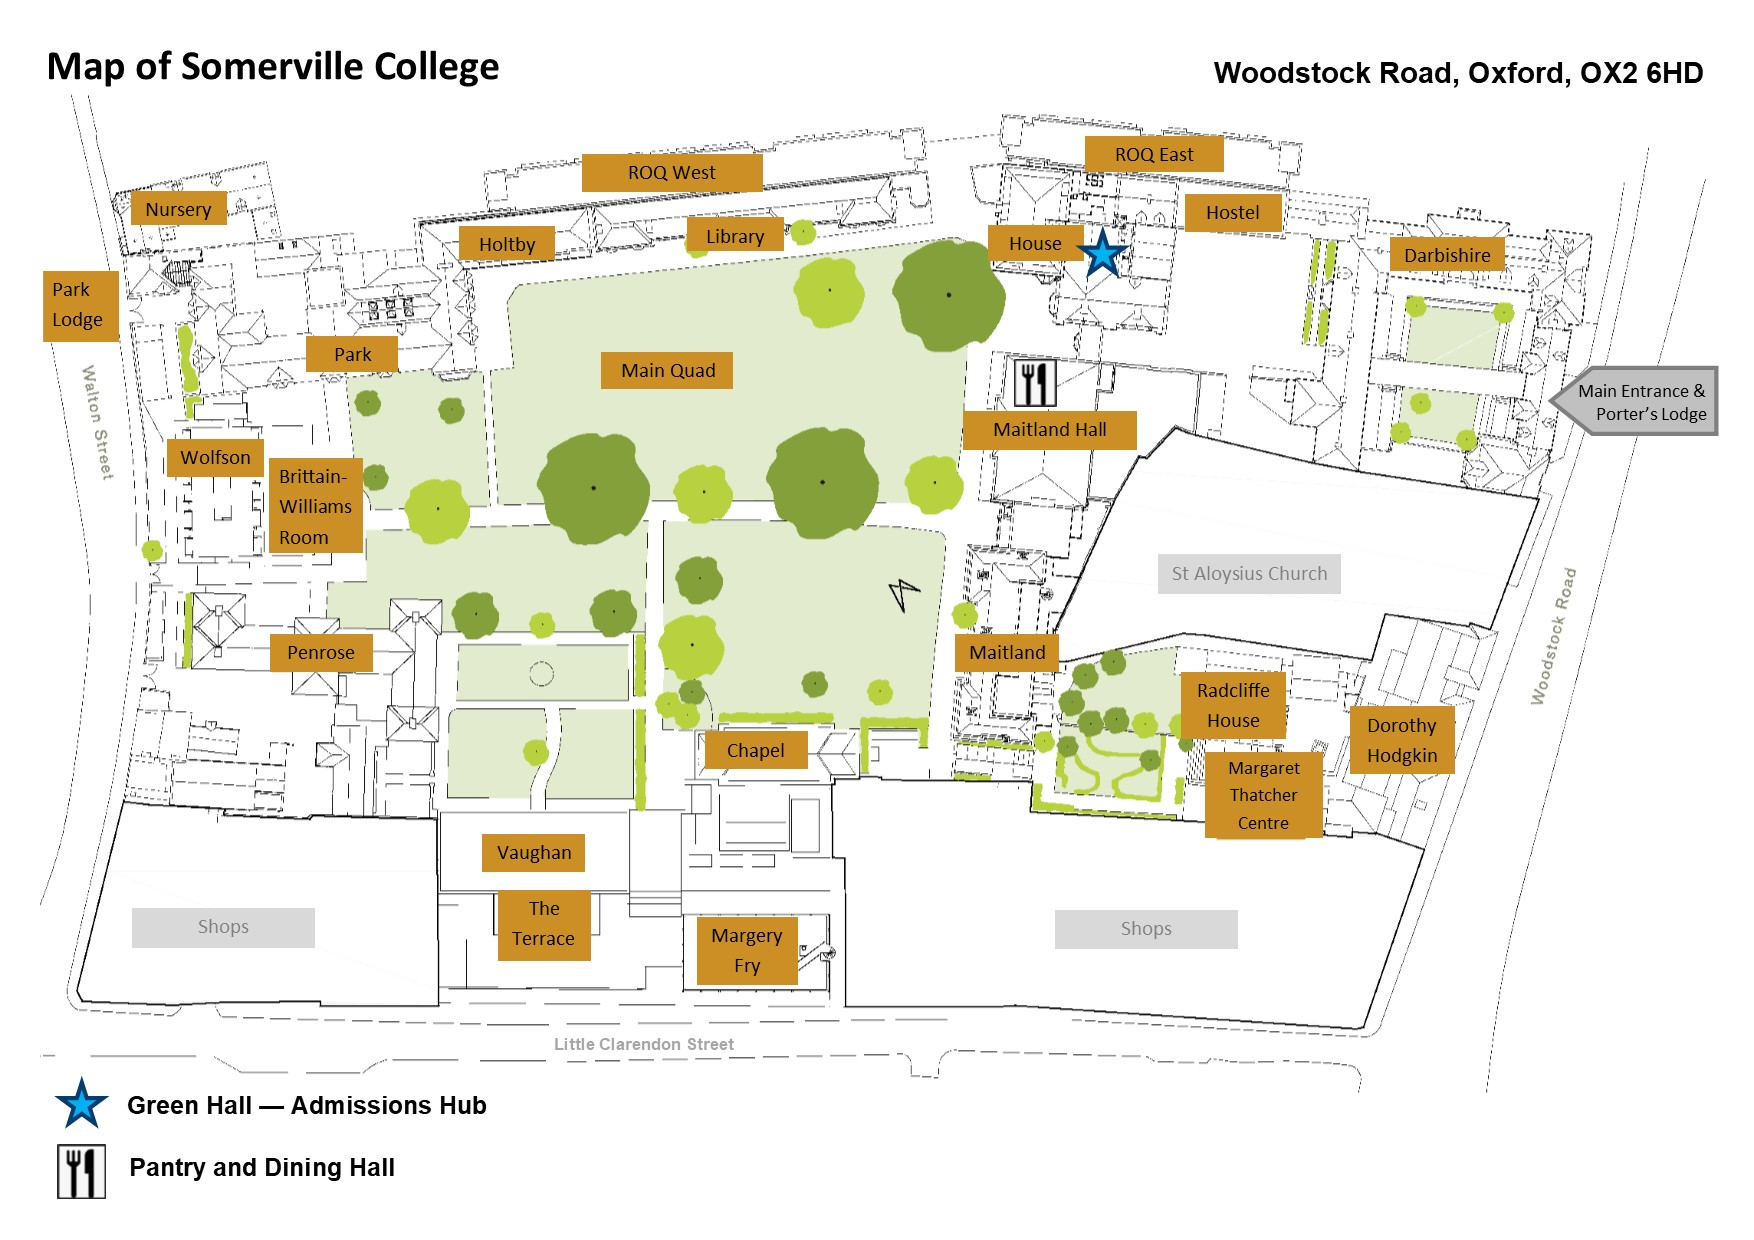 Map of Somerville College
Woodstock Road, Oxford, OX2 6HD
ROQ West
ROQ East
Nursery
Holtby
Library
House
Hostel
Darbishire
Park
Lodge
Park
Main Quad
Main Entrance &
Porter's Lodge
Walton Street
Maitland Hall
Wolfson
Brittain-
Williams
Room
St Aloysius Church
Woodstock Road
Penrose
Maitland
Radcliffe
House
Dorothy
Hodgkin
Chapel
Margaret
Thatcher
Centre
Vaughan
The
Terrace
Margery
Fry
Shops
Shops
Little Clarendon Street
Green Hall — Admissions Hub
Pantry and Dining Hall